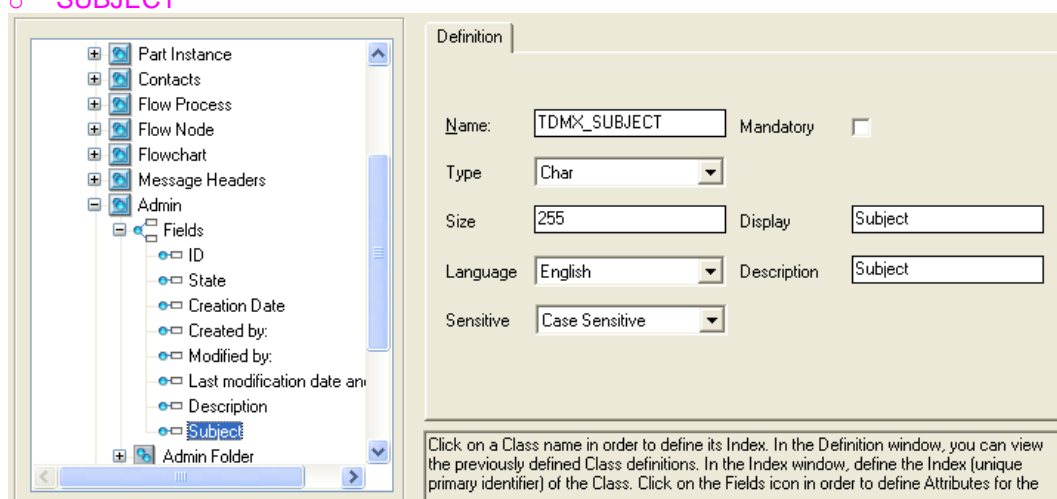 o SUBJECT
Part Instance
Contacts
Flow Process
Flow Node
Flowchart
Message Headers
Admin
Fields
ID
State
Creation Date
Created by:
Modified by:
Last modification date an
Description
Subject
Admin Folder
Definition
Name: TDMX_SUBJECT Mandatory
Type Char
Size 255 Display Subject
Language English Description Subject
Sensitive Case Sensitive
Click on a Class name in order to define its Index. In the Definition window, you can view
the previously defined Class definitions. In the Index window, define the Index (unique
primary identifier) of the Class. Click on the Fields icon in order to define Attributes for the